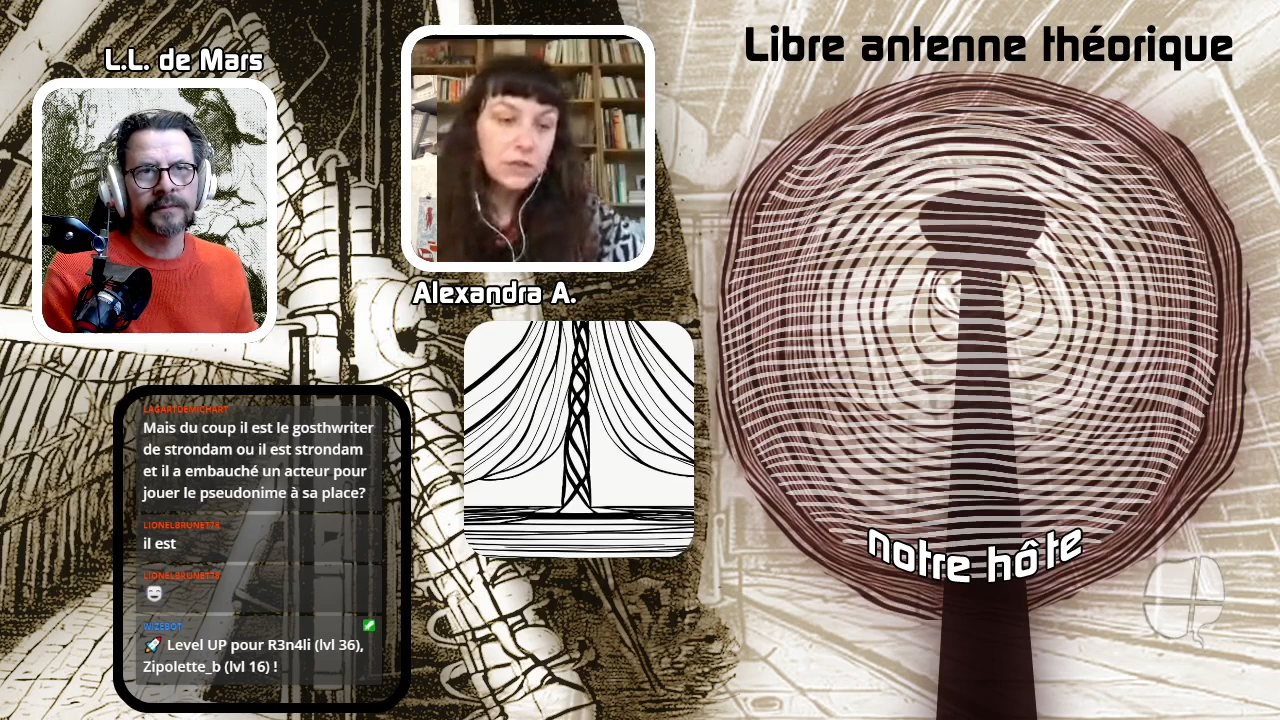 L.L. de Mars
Libre antenne théorique
Alexandra A.
LAGARTOEMICHART
Mais du coup il est le gosthwriter
de strondam ou il est strondam
et il a embauché un acteur pour
jouer le pseudonime à sa place?
LIONELBRUNET78
il est
LIONELBRUNET78
WIZEBOT
Level UP pour R3n4li (lvl 36),
Zipolette_b (lvl 16) !
notre hôte